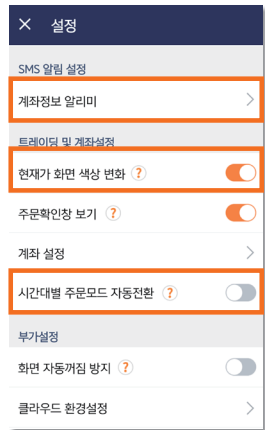 × 설정
SMS 알림 설정
계좌정보 알리미 >
트레이딩 및 계좌설정
현재가 화면 색상 변화 ?
주문확인창 보기 ?
계좌 설정 >
시간대별 주문모드 자동전환 ?
부가설정
화면 자동꺼짐 방지 ?
클라우드 환경설정 >